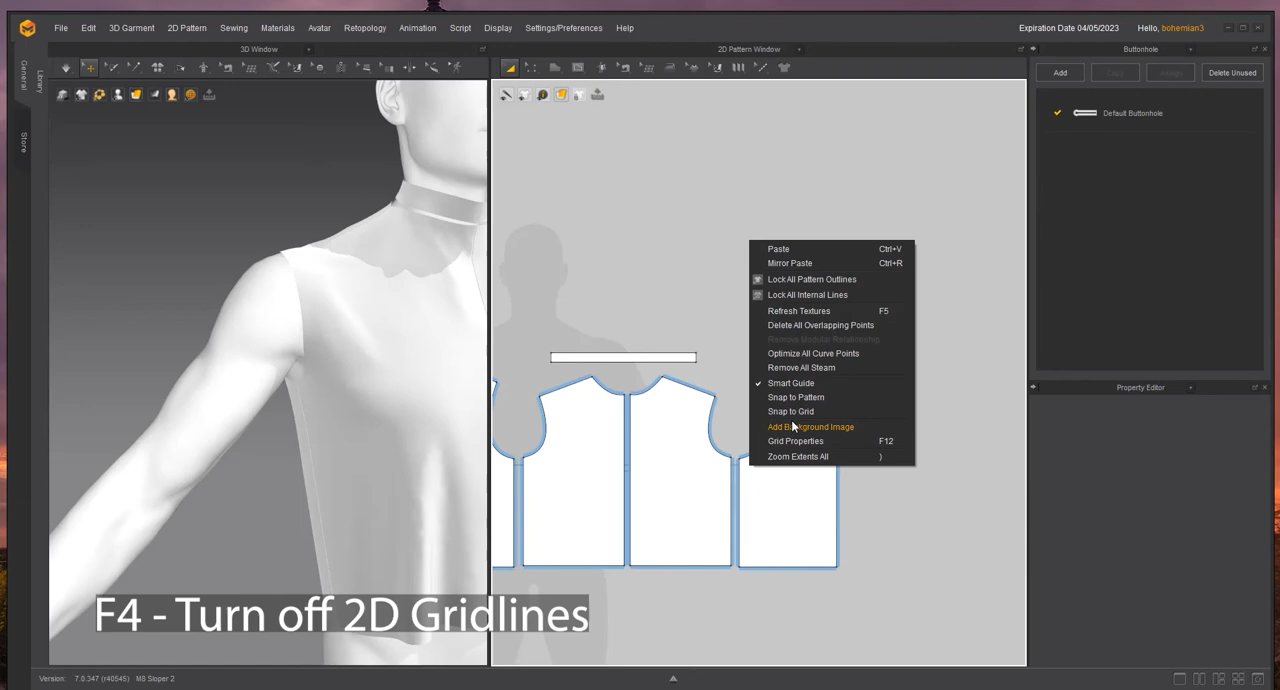 File Edit 3D Garment 2D Pattern Sewing Materials Avatar Retopology Animation Script Display Settings/Preferences Help
Expiration Date 04/05/2023 Hello, bohemian3
3D Window
2D Pattern Window
Buttonhole
General
Library
Store
Add
Delete Unused
Default Buttonhole
Paste Ctrl+V
Mirror Paste Ctrl+R
Lock All Pattern Outlines
Lock All Internal Lines
Refresh Textures F5
Delete All Overlapping Points
Remove Modular Relationship
Optimize All Curve Points
Remove All Steam
Smart Guide
Snap to Pattern
Snap to Grid
Add Background Image
Grid Properties F12
Zoom Extents All )
Property Editor
F4 - Turn off 2D Gridlines
Version: 7.0.347 (r40545) M8 Sloper 2